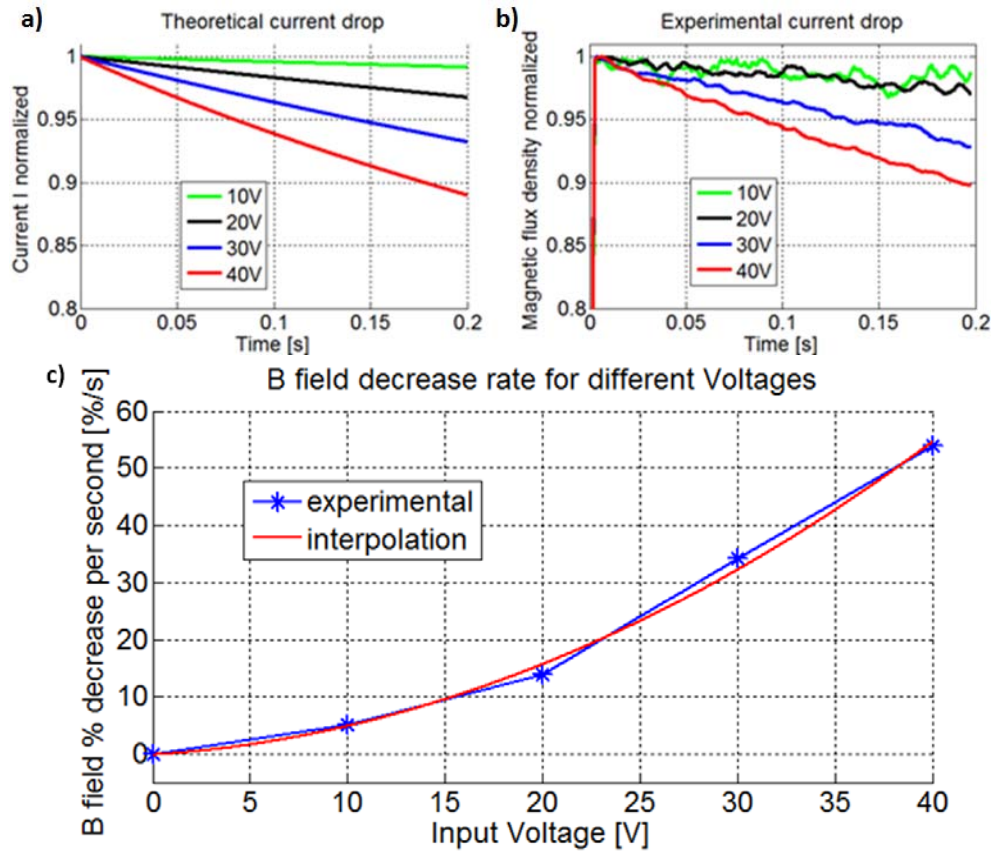 a) Theoretical current drop
Current I normalized
1
0.95
0.9
0.85
0.8
10V
20V
30V
40V
0 0.05 0.1 0.15 0.2
Time [s]
b) Experimental current drop
Magnetic flux density normalized
1
0.95
0.9
0.85
0.8
10V
20V
30V
40V
0 0.05 0.1 0.15 0.2
Time [s]
c) B field decrease rate for different Voltages
B field % decrease per second [%/s]
60
50
40
30
20
10
0
experimental
interpolation
0 5 10 15 20 25 30 35 40
Input Voltage [V]